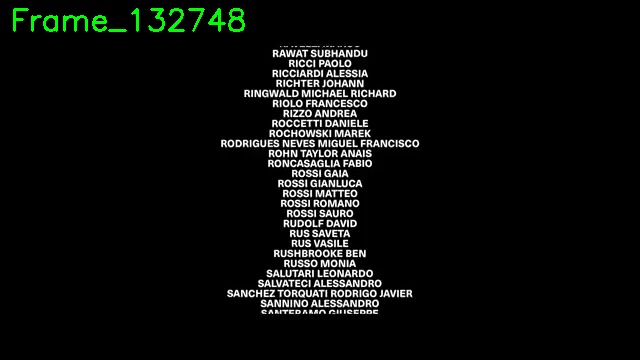 Frame_132748
RAWAT SUBHANDU
RICCI PAOLO
RICCIARDI ALESSIA
RICHTER JOHANN
RINGWALD MICHAEL RICHARD
RIOLO FRANCESCO
RIZZO ANDREA
ROCCETTI DANIELE
ROCHOWSKI MAREK
RODRIGUES NEVES MIGUEL FRANCISCO
ROHN TAYLOR ANAIS
RONCASAGLIA FABIO
ROSSI GAIA
ROSSI GIANLUCA
ROSSI MATTEO
ROSSI ROMANO
ROSSI SAURO
RUDOLF DAVID
RUS SAVETA
RUS VASILE
RUSHBROOKE BEN
RUSSO MONIA
SALUTARI LEONARDO
SALVATECI ALESSANDRO
SANCHEZ TORQUATI RODRIGO JAVIER
SANNINO ALESSANDRO
SANTERAMO GIUSEPPE